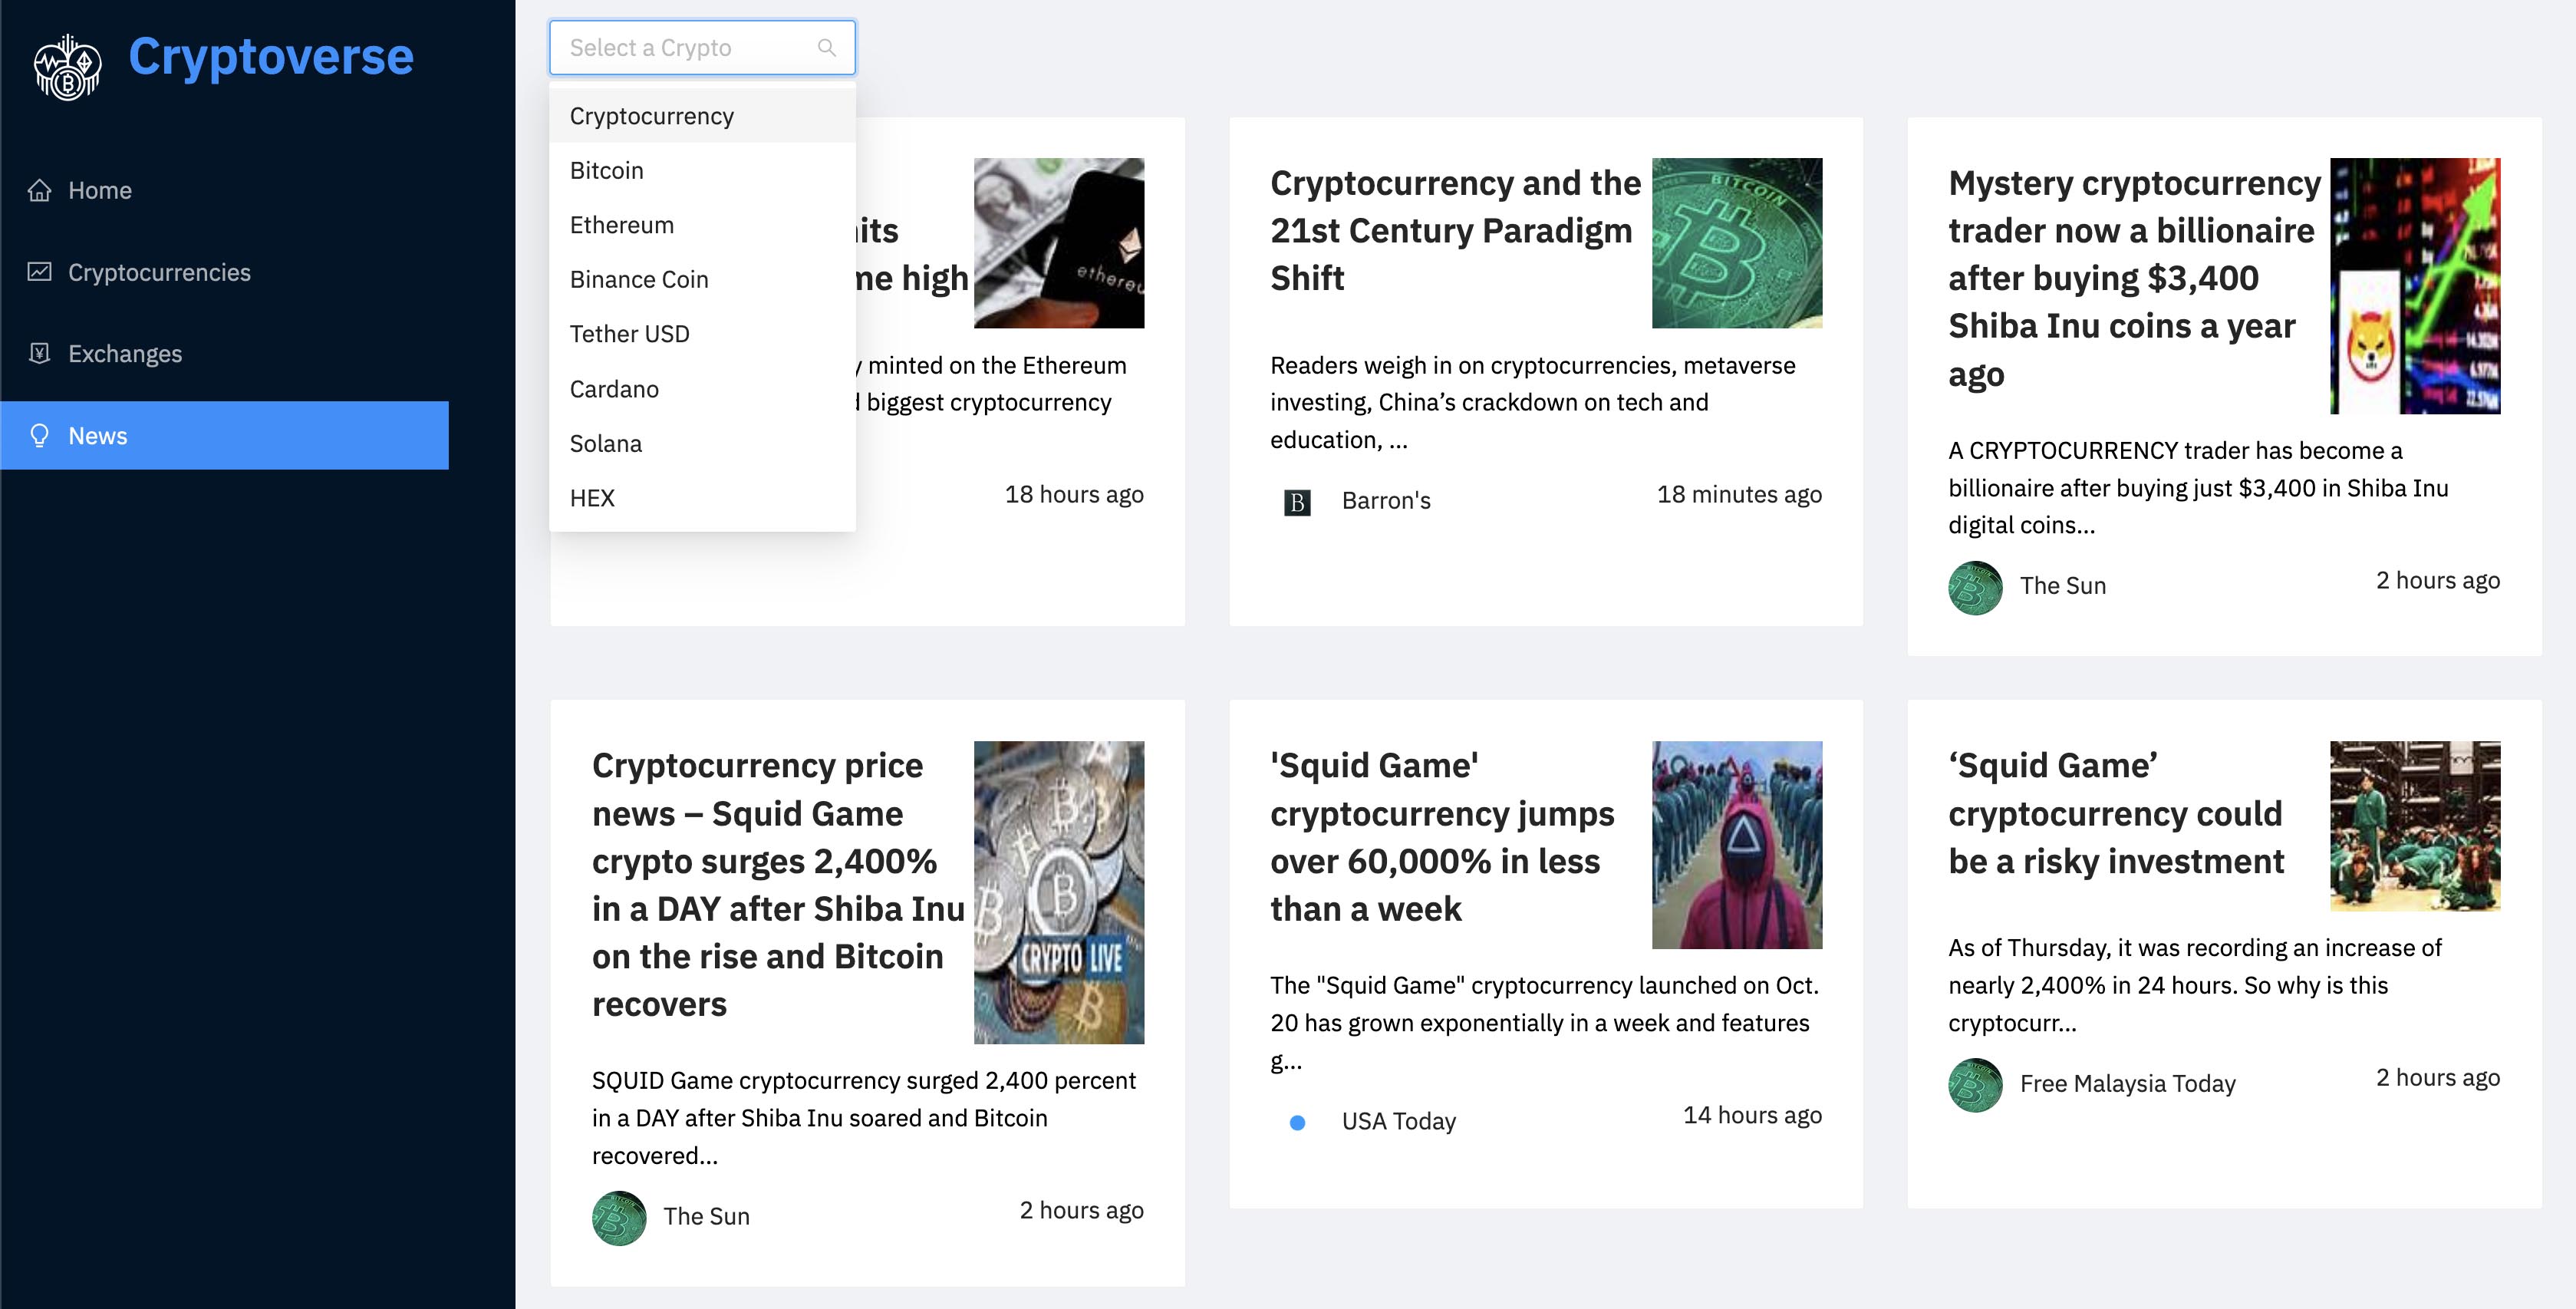 Cryptoverse
Home
Cryptocurrencies
Exchanges
News
Select a Crypto
Cryptocurrency
Bitcoin
Ethereum
Binance Coin
Tether USD
Cardano
Solana
HEX
me high
minted on the Ethereum
biggest cryptocurrency
18 hours ago
ethereu
Cryptocurrency and the
21st Century Paradigm
Shift
BITCOIN
Readers weigh in on cryptocurrencies, metaverse
investing, China’s crackdown on tech and
education, ...
B
Barron's
18 minutes ago
Mystery cryptocurrency
trader now a billionaire
after buying $3,400
Shiba Inu coins a year
ago
A CRYPTOCURRENCY trader has become a
billionaire after buying just $3,400 in Shiba Inu
digital coins...
The Sun
2 hours ago
Cryptocurrency price
news – Squid Game
crypto surges 2,400%
in a DAY after Shiba Inu
on the rise and Bitcoin
recovers
CRYPTO LIVE
SQUID Game cryptocurrency surged 2,400 percent
in a DAY after Shiba Inu soared and Bitcoin
recovered...
The Sun
2 hours ago
'Squid Game'
cryptocurrency jumps
over 60,000% in less
than a week
The "Squid Game" cryptocurrency launched on Oct.
20 has grown exponentially in a week and features
g...
USA Today
14 hours ago
‘Squid Game’
cryptocurrency could
be a risky investment
As of Thursday, it was recording an increase of
nearly 2,400% in 24 hours. So why is this
cryptocurr...
Free Malaysia Today
2 hours ago